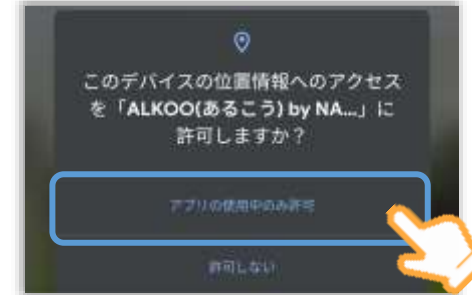 このデバイスの位置情報へのアクセス
を「ALKOO(あるこう) by NA...」に
許可しますか？
アプリの使用中のみ許可
許可しない